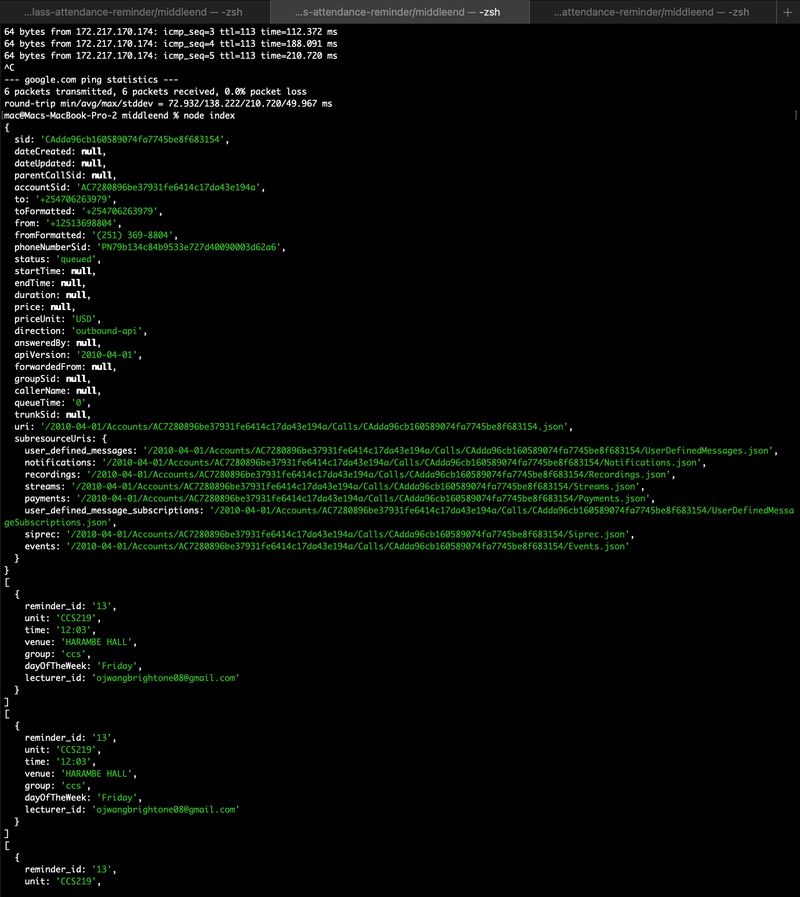 ...lass-attendance-reminder/middleend — -zsh
...s-attendance-reminder/middleend — -zsh
...attendance-reminder/middleend — -zsh
+
64 bytes from 172.217.170.174: icmp_seq=3 ttl=113 time=112.372 ms
64 bytes from 172.217.170.174: icmp_seq=4 ttl=113 time=188.091 ms
64 bytes from 172.217.170.174: icmp_seq=5 ttl=113 time=210.720 ms
^C
--- google.com ping statistics ---
6 packets transmitted, 6 packets received, 0.0% packet loss
round-trip min/avg/max/stddev = 72.932/138.222/210.720/49.967 ms
[mac@Macs-MacBook-Pro-2 middleend % node index ]
{
  sid: 'CAdda96cb160589074fa7745be8f683154',
  dateCreated: null,
  dateUpdated: null,
  parentCallSid: null,
  accountSid: 'AC7280896be37931fe6414c17da43e194a',
  to: '+254706263979',
  toFormatted: '+254706263979',
  from: '+12513698804',
  fromFormatted: '(251) 369-8804',
  phoneNumberSid: 'PN79b134c84b9533e727d40090003d62a6',
  status: 'queued',
  startTime: null,
  endTime: null,
  duration: null,
  price: null,
  priceUnit: 'USD',
  direction: 'outbound-api',
  answeredBy: null,
  apiVersion: '2010-04-01',
  forwardedFrom: null,
  groupSid: null,
  callerName: null,
  queueTime: '0',
  trunkSid: null,
  uri: '/2010-04-01/Accounts/AC7280896be37931fe6414c17da43e194a/Calls/CAdda96cb160589074fa7745be8f683154.json',
  subresourceUris: {
    user_defined_messages: '/2010-04-01/Accounts/AC7280896be37931fe6414c17da43e194a/Calls/CAdda96cb160589074fa7745be8f683154/UserDefinedMessages.json',
    notifications: '/2010-04-01/Accounts/AC7280896be37931fe6414c17da43e194a/Calls/CAdda96cb160589074fa7745be8f683154/Notifications.json',
    recordings: '/2010-04-01/Accounts/AC7280896be37931fe6414c17da43e194a/Calls/CAdda96cb160589074fa7745be8f683154/Recordings.json',
    streams: '/2010-04-01/Accounts/AC7280896be37931fe6414c17da43e194a/Calls/CAdda96cb160589074fa7745be8f683154/Streams.json',
    payments: '/2010-04-01/Accounts/AC7280896be37931fe6414c17da43e194a/Calls/CAdda96cb160589074fa7745be8f683154/Payments.json',
    user_defined_message_subscriptions: '/2010-04-01/Accounts/AC7280896be37931fe6414c17da43e194a/Calls/CAdda96cb160589074fa7745be8f683154/UserDefinedMessa
geSubscriptions.json',
    siprec: '/2010-04-01/Accounts/AC7280896be37931fe6414c17da43e194a/Calls/CAdda96cb160589074fa7745be8f683154/Siprec.json',
    events: '/2010-04-01/Accounts/AC7280896be37931fe6414c17da43e194a/Calls/CAdda96cb160589074fa7745be8f683154/Events.json'
  }
}
[
  {
    reminder_id: '13',
    unit: 'CCS219',
    time: '12:03',
    venue: 'HARAMBE HALL',
    group: 'ccs',
    dayOfTheWeek: 'Friday',
    lecturer_id: 'ojwangbrightone08@gmail.com'
  }
]
[
  {
    reminder_id: '13',
    unit: 'CCS219',
    time: '12:03',
    venue: 'HARAMBE HALL',
    group: 'ccs',
    dayOfTheWeek: 'Friday',
    lecturer_id: 'ojwangbrightone08@gmail.com'
  }
]
[
  {
    reminder_id: '13',
    unit: 'CCS219',